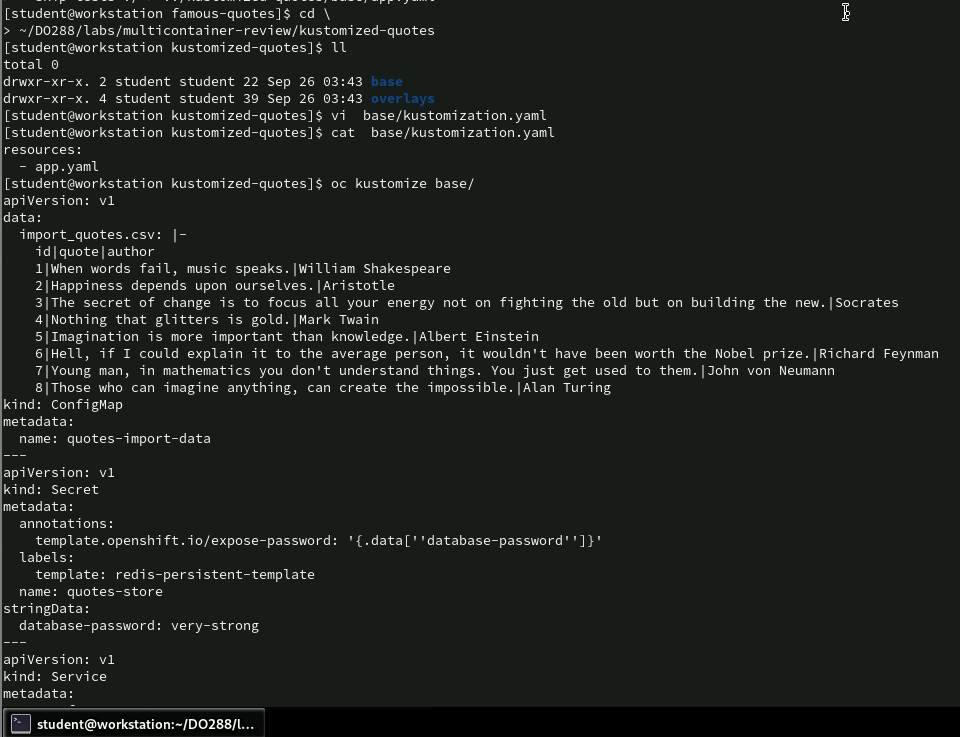 [student@workstation famous-quotes]$ cd \
> ~/DO288/labs/multicontainer-review/kustomized-quotes
[student@workstation kustomized-quotes]$ ll
total 0
drwxr-xr-x. 2 student student 22 Sep 26 03:43 base
drwxr-xr-x. 4 student student 39 Sep 26 03:43 overlays
[student@workstation kustomized-quotes]$ vi  base/kustomization.yaml
[student@workstation kustomized-quotes]$ cat  base/kustomization.yaml
resources:
  - app.yaml
[student@workstation kustomized-quotes]$ oc kustomize base/
apiVersion: v1
data:
  import_quotes.csv: |-
    id|quote|author
    1|When words fail, music speaks.|William Shakespeare
    2|Happiness depends upon ourselves.|Aristotle
    3|The secret of change is to focus all your energy not on fighting the old but on building the new.|Socrates
    4|Nothing that glitters is gold.|Mark Twain
    5|Imagination is more important than knowledge.|Albert Einstein
    6|Hell, if I could explain it to the average person, it wouldn't have been worth the Nobel prize.|Richard Feynman
    7|Young man, in mathematics you don't understand things. You just get used to them.|John von Neumann
    8|Those who can imagine anything, can create the impossible.|Alan Turing
kind: ConfigMap
metadata:
  name: quotes-import-data
---
apiVersion: v1
kind: Secret
metadata:
  annotations:
    template.openshift.io/expose-password: '{.data[''database-password'']}'
  labels:
    template: redis-persistent-template
  name: quotes-store
stringData:
  database-password: very-strong
---
apiVersion: v1
kind: Service
metadata:
student@workstation:~/DO288/l...